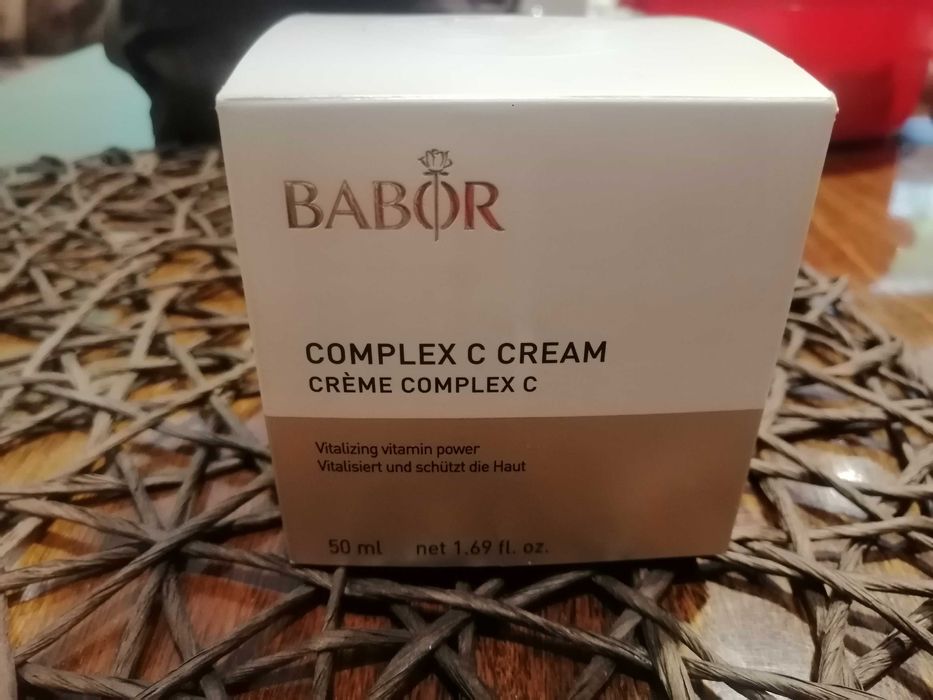 BABOR
COMPLEX C CREAM
CRÈME COMPLEX C
Vitalizing vitamin power
Vitalisiert und schützt die Haut
50 ml net 1.69 fl. oz.